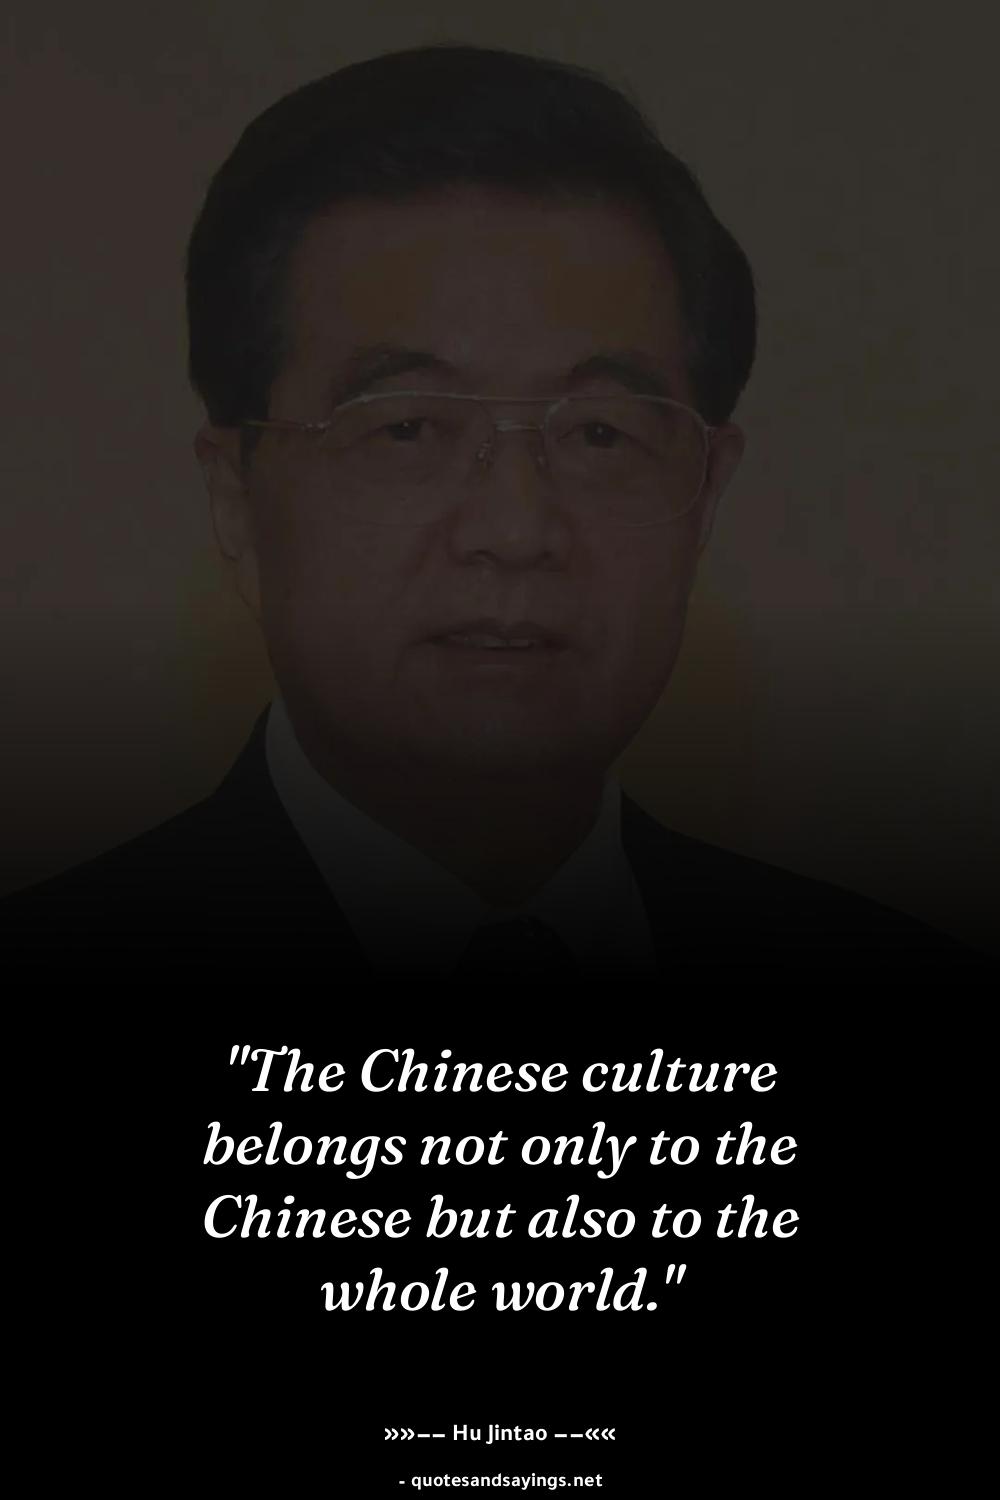 "The Chinese culture
belongs not only to the
Chinese but also to the
whole world."
»»–– Hu Jintao ––««
- quotesandsayings.net